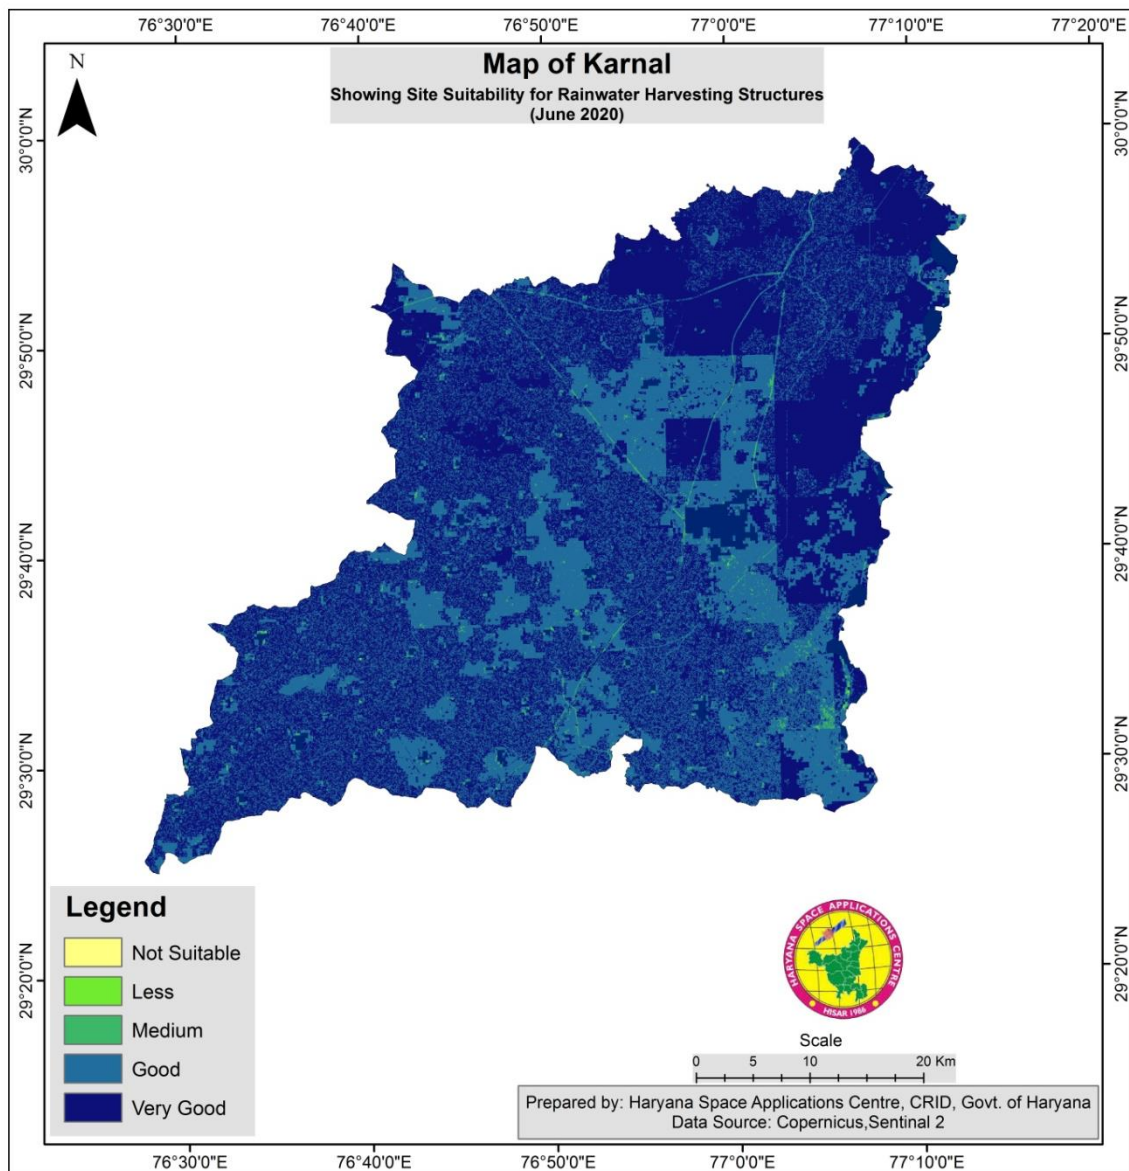 76°30'0"E
76°40'0"E
76°50'0"E
77°0'0"E
77°10'0"E
77°20'0"E
N
Map of Karnal
Showing Site Suitability for Rainwater Harvesting Structures
(June 2020)
30°0'0"N
30°0'0"N
29°50'0"N
29°50'0"N
29°40'0"N
29°40'0"N
29°30'0"N
29°30'0"N
29°20'0"N
29°20'0"N
Legend
Not Suitable
Less
Medium
Good
Very Good
HARYANA SPACE APPLICATIONS CENTRE
HISAR 1986
Scale
0 5 10 20 Km
Prepared by: Haryana Space Applications Centre, CRID, Govt. of Haryana
Data Source: Copernicus,Sentinal 2
76°30'0"E
76°40'0"E
76°50'0"E
77°0'0"E
77°10'0"E